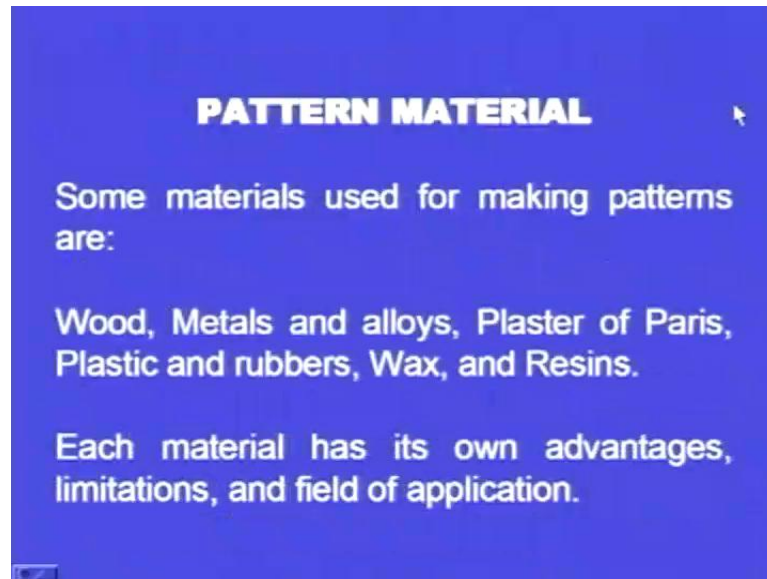 PATTERN MATERIAL
Some materials used for making patterns
are:
Wood, Metals and alloys, Plaster of Paris,
Plastic and rubbers, Wax, and Resins.
Each material has its own advantages,
limitations, and field of application.